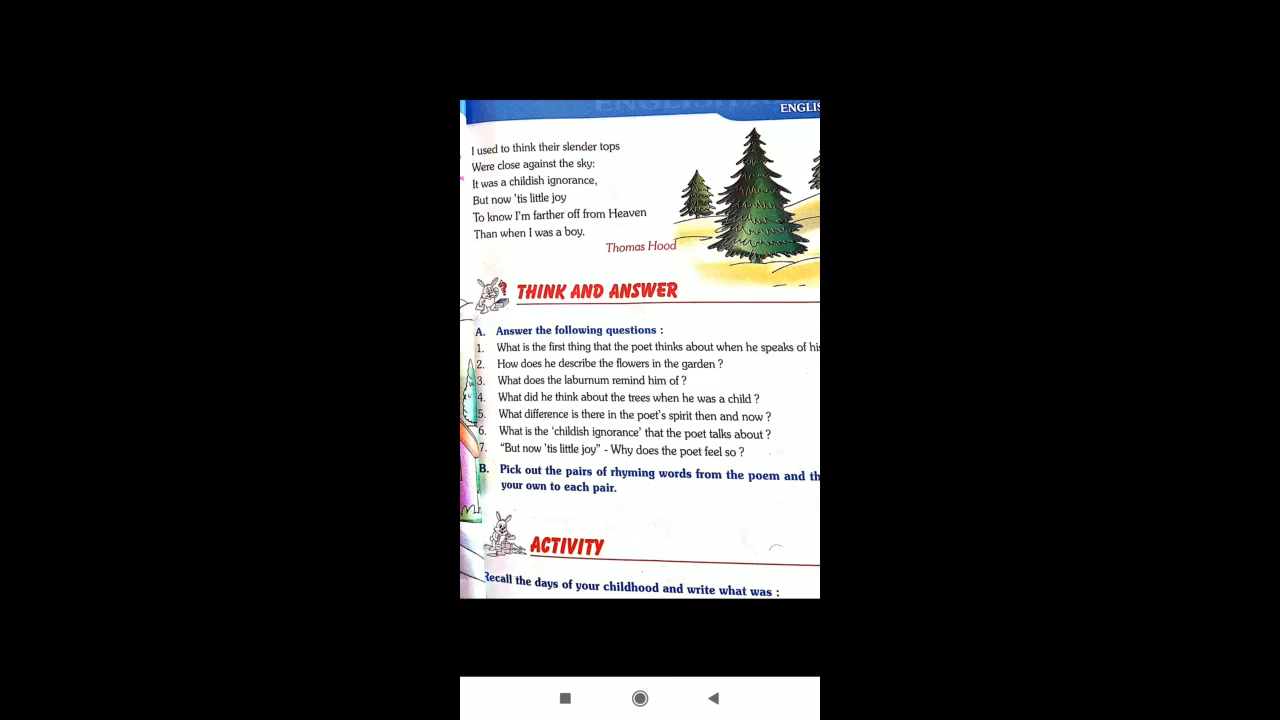 ENGLIS
I used to think their slender tops
Were close against the sky:
It was a childish ignorance,
But now 'tis little joy
To know I'm farther off from Heaven
Than when I was a boy.
Thomas Hood
THINK AND ANSWER
A. Answer the following questions :
1. What is the first thing that the poet thinks about when he speaks of hi
2. How does he describe the flowers in the garden ?
3. What does the laburnum remind him of ?
4. What did he think about the trees when he was a child ?
5. What difference is there in the poet's spirit then and now ?
6. What is the 'childish ignorance' that the poet talks about ?
7. "But now 'tis little joy" - Why does the poet feel so ?
B. Pick out the pairs of rhyming words from the poem and th
your own to each pair.
ACTIVITY
Recall the days of your childhood and write what was :